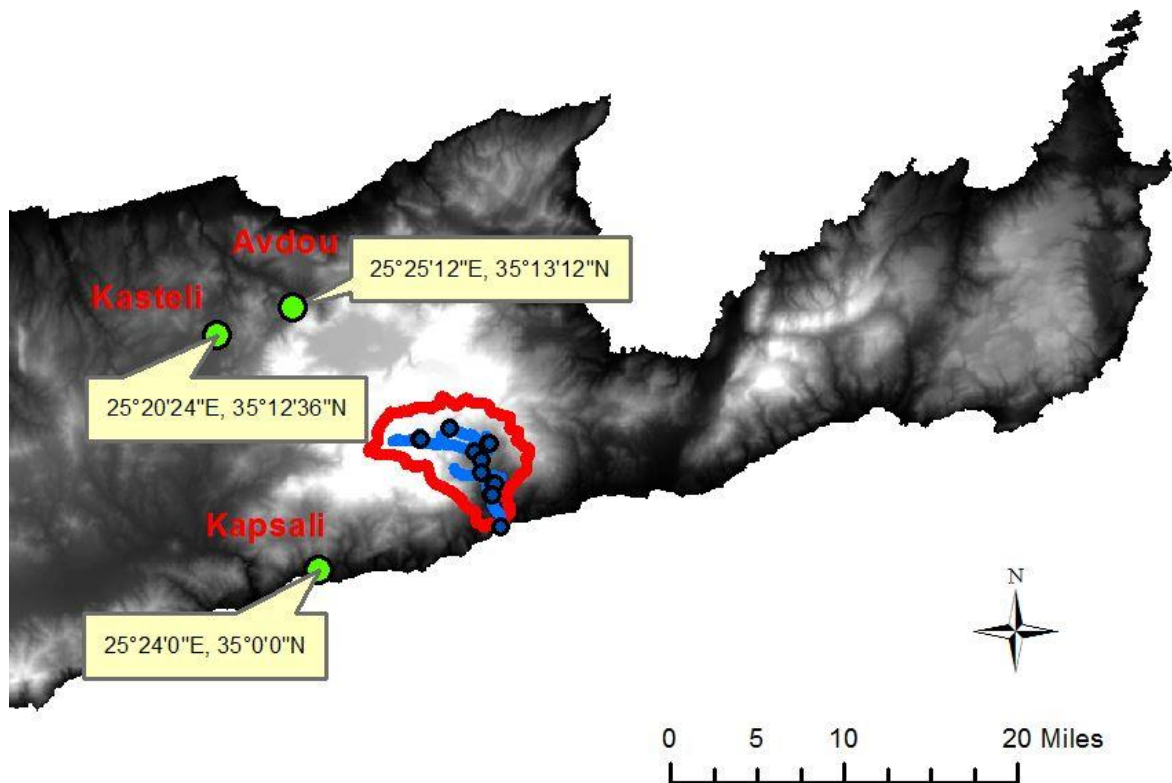 Avdou
25°25'12"E, 35°13'12"N
Kasteli
25°20'24"E, 35°12'36"N
Kapsali
25°24'0"E, 35°0'0"N
N
0 5 10 20 Miles